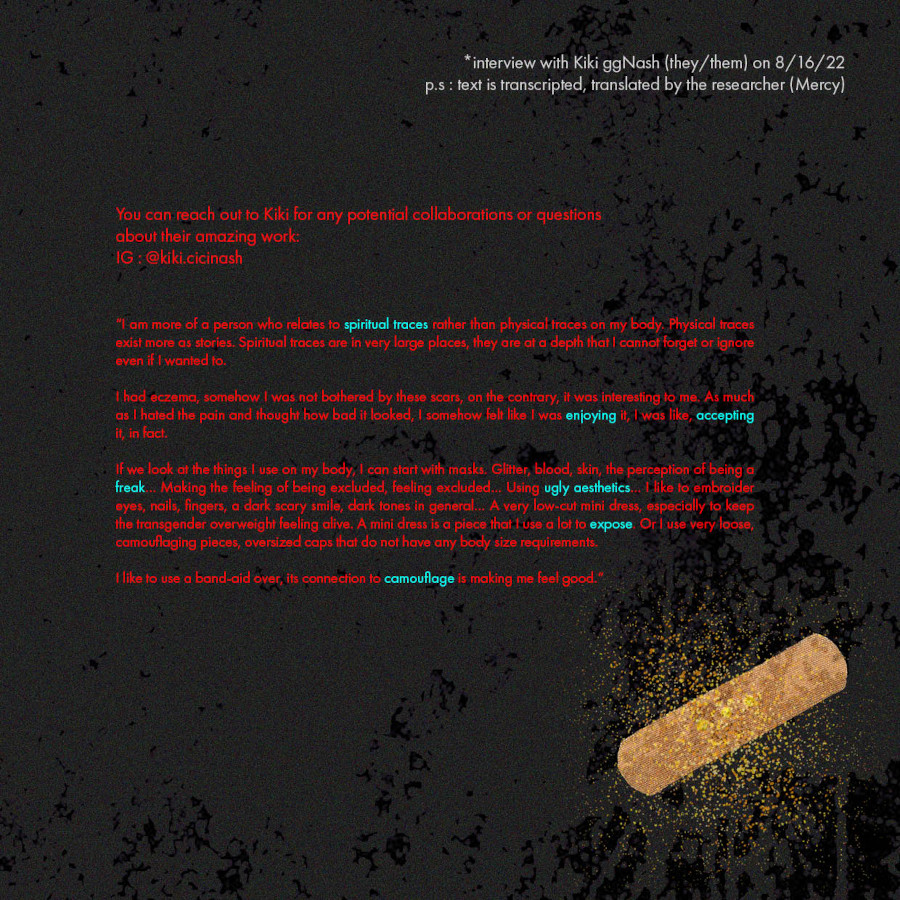 *interview with Kiki ggNash (they/them) on 8/16/22
p.s : text is transcripted, translated by the researcher (Mercy)
You can reach out to Kiki for any potential collaborations or questions
about their amazing work:
IG : @kiki.cicinash
"I am more of a person who relates to spiritual traces rather than physical traces on my body. Physical traces
exist more as stories. Spiritual traces are in very large places, they are at a depth that I cannot forget or ignore
even if I wanted to.
I had eczema, somehow I was not bothered by these scars, on the contrary, it was interesting to me. As much
as I hated the pain and thought how bad it looked, I somehow felt like I was enjoying it, I was like, accepting
it, in fact.
If we look at the things I use on my body, I can start with masks. Glitter, blood, skin, the perception of being a
freak... Making the feeling of being excluded, feeling excluded... Using ugly aesthetics... I like to embroider
eyes, nails, fingers, a dark scary smile, dark tones in general... A very low-cut mini dress, especially to keep
the transgender overweight feeling alive. A mini dress is a piece that I use a lot to expose. Or I use very loose,
camouflaging pieces, oversized caps that do not have any body size requirements.
I like to use a band-aid over, its connection to camouflage is making me feel good."